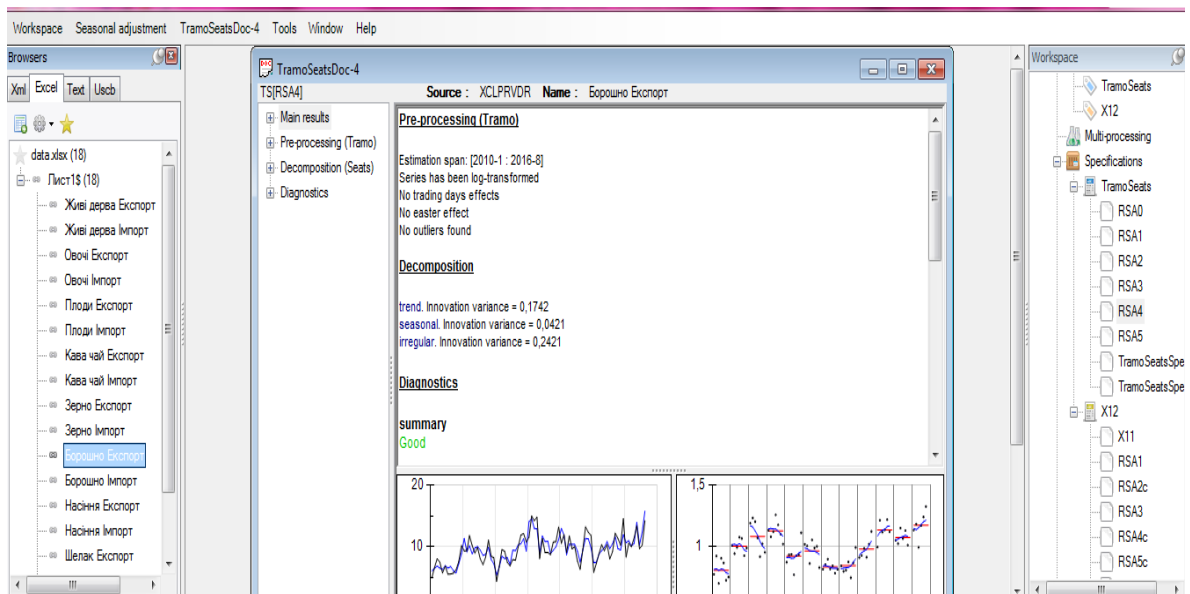 Workspace Seasonal adjustment TramoSeatsDoc-4 Tools Window Help
Browsers
Xml Excel Text Uscb
data.xlsx (18)
Лист1$ (18)
Живі дерва Експорт
Живі дерва Імпорт
Овочі Експорт
Овочі Імпорт
Плоди Експорт
Плоди Імпорт
Кава чай Експорт
Кава чай Імпорт
Зерно Експорт
Зерно Імпорт
Борошно Експорт
Борошно Імпорт
Насіння Експорт
Насіння Імпорт
Шелак Експорт
TramoSeatsDoc-4
TS[RSA4] Source : XCLPRVDR Name : Борошно Експорт
Main results
Pre-processing (Tramo)
Decomposition (Seats)
Diagnostics
Pre-processing (Tramo)
Estimation span: [2010-1 : 2016-8]
Series has been log-transformed
No trading days effects
No easter effect
No outliers found
Decomposition
trend. Innovation variance = 0,1742
seasonal. Innovation variance = 0,0421
irregular. Innovation variance = 0,2421
Diagnostics
summary
Good
20
10
1,5
1
Workspace
TramoSeats
X12
Multi-processing
Specifications
TramoSeats
RSA0
RSA1
RSA2
RSA3
RSA4
RSA5
TramoSeatsSpe
TramoSeatsSpe
X12
X11
RSA1
RSA2c
RSA3
RSA4c
RSA5c